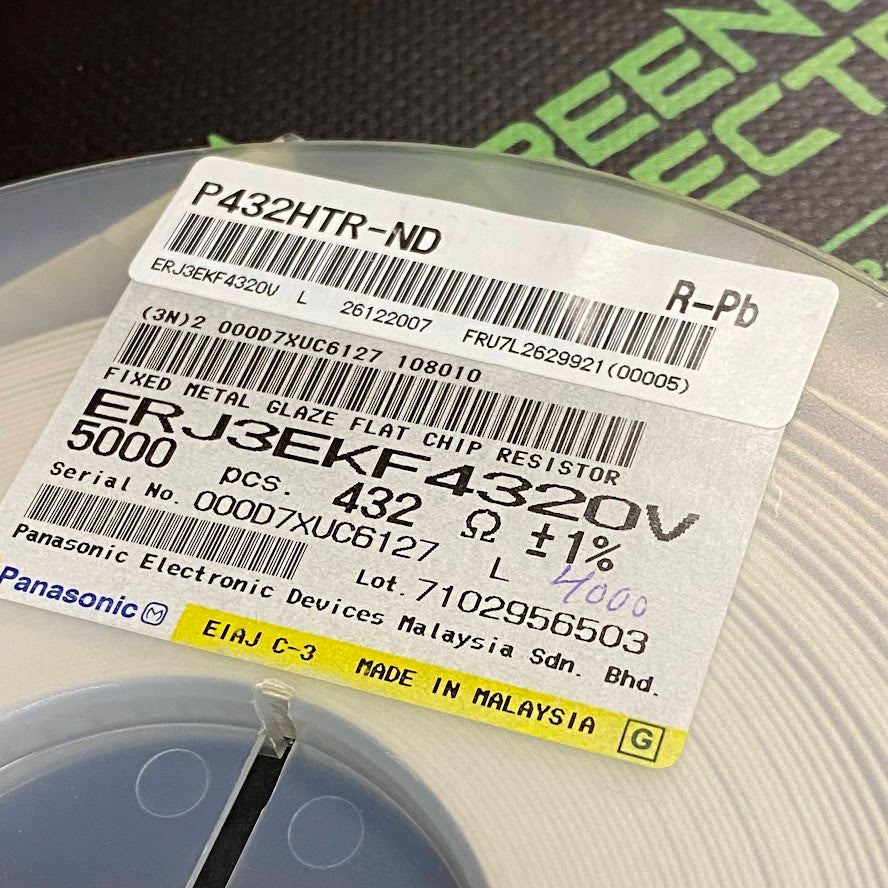 P432HTR-ND
R-Pb
ERJ3EKF4320V L 26122007 FRU7L2629921(00005)
(3N)2 000D7XUC6127 108010
FIXED METAL GLAZE FLAT CHIP RESISTOR
ERJ3EKF4320V
5000 pcs. 432 Ω ±1%
Serial No. 000D7XUC6127 L 4000
Lot. 7102956503
Panasonic Electronic Devices Malaysia Sdn. Bhd.
Panasonic M
EIAJ C-3 MADE IN MALAYSIA G